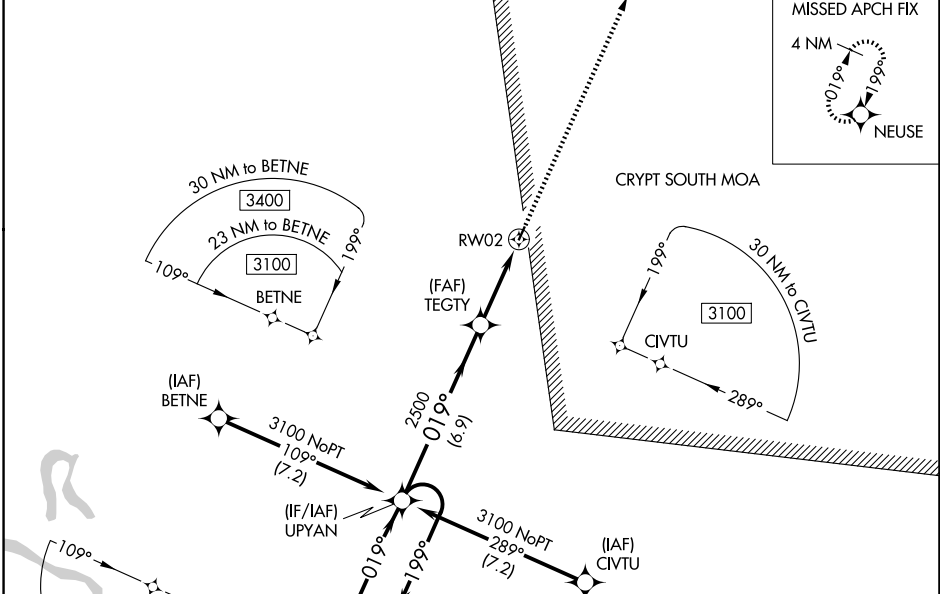 MISSED APCH FIX
4 NM
019°
199°
NEUSE
CRYPT SOUTH MOA
30 NM to BETNE
3400
23 NM to BETNE
3100
199°
109°
BETNE
RW02
(FAF)
TEGTY
199°
30 NM to CIVTU
3100
CIVTU
289°
(IAF)
BETNE
3100 NoPT
109°
(7.2)
2500
019°
(6.9)
(IF/IAF)
UPYAN
3100 NoPT
289°
(7.2)
(IAF)
CIVTU
019°
199°
109°